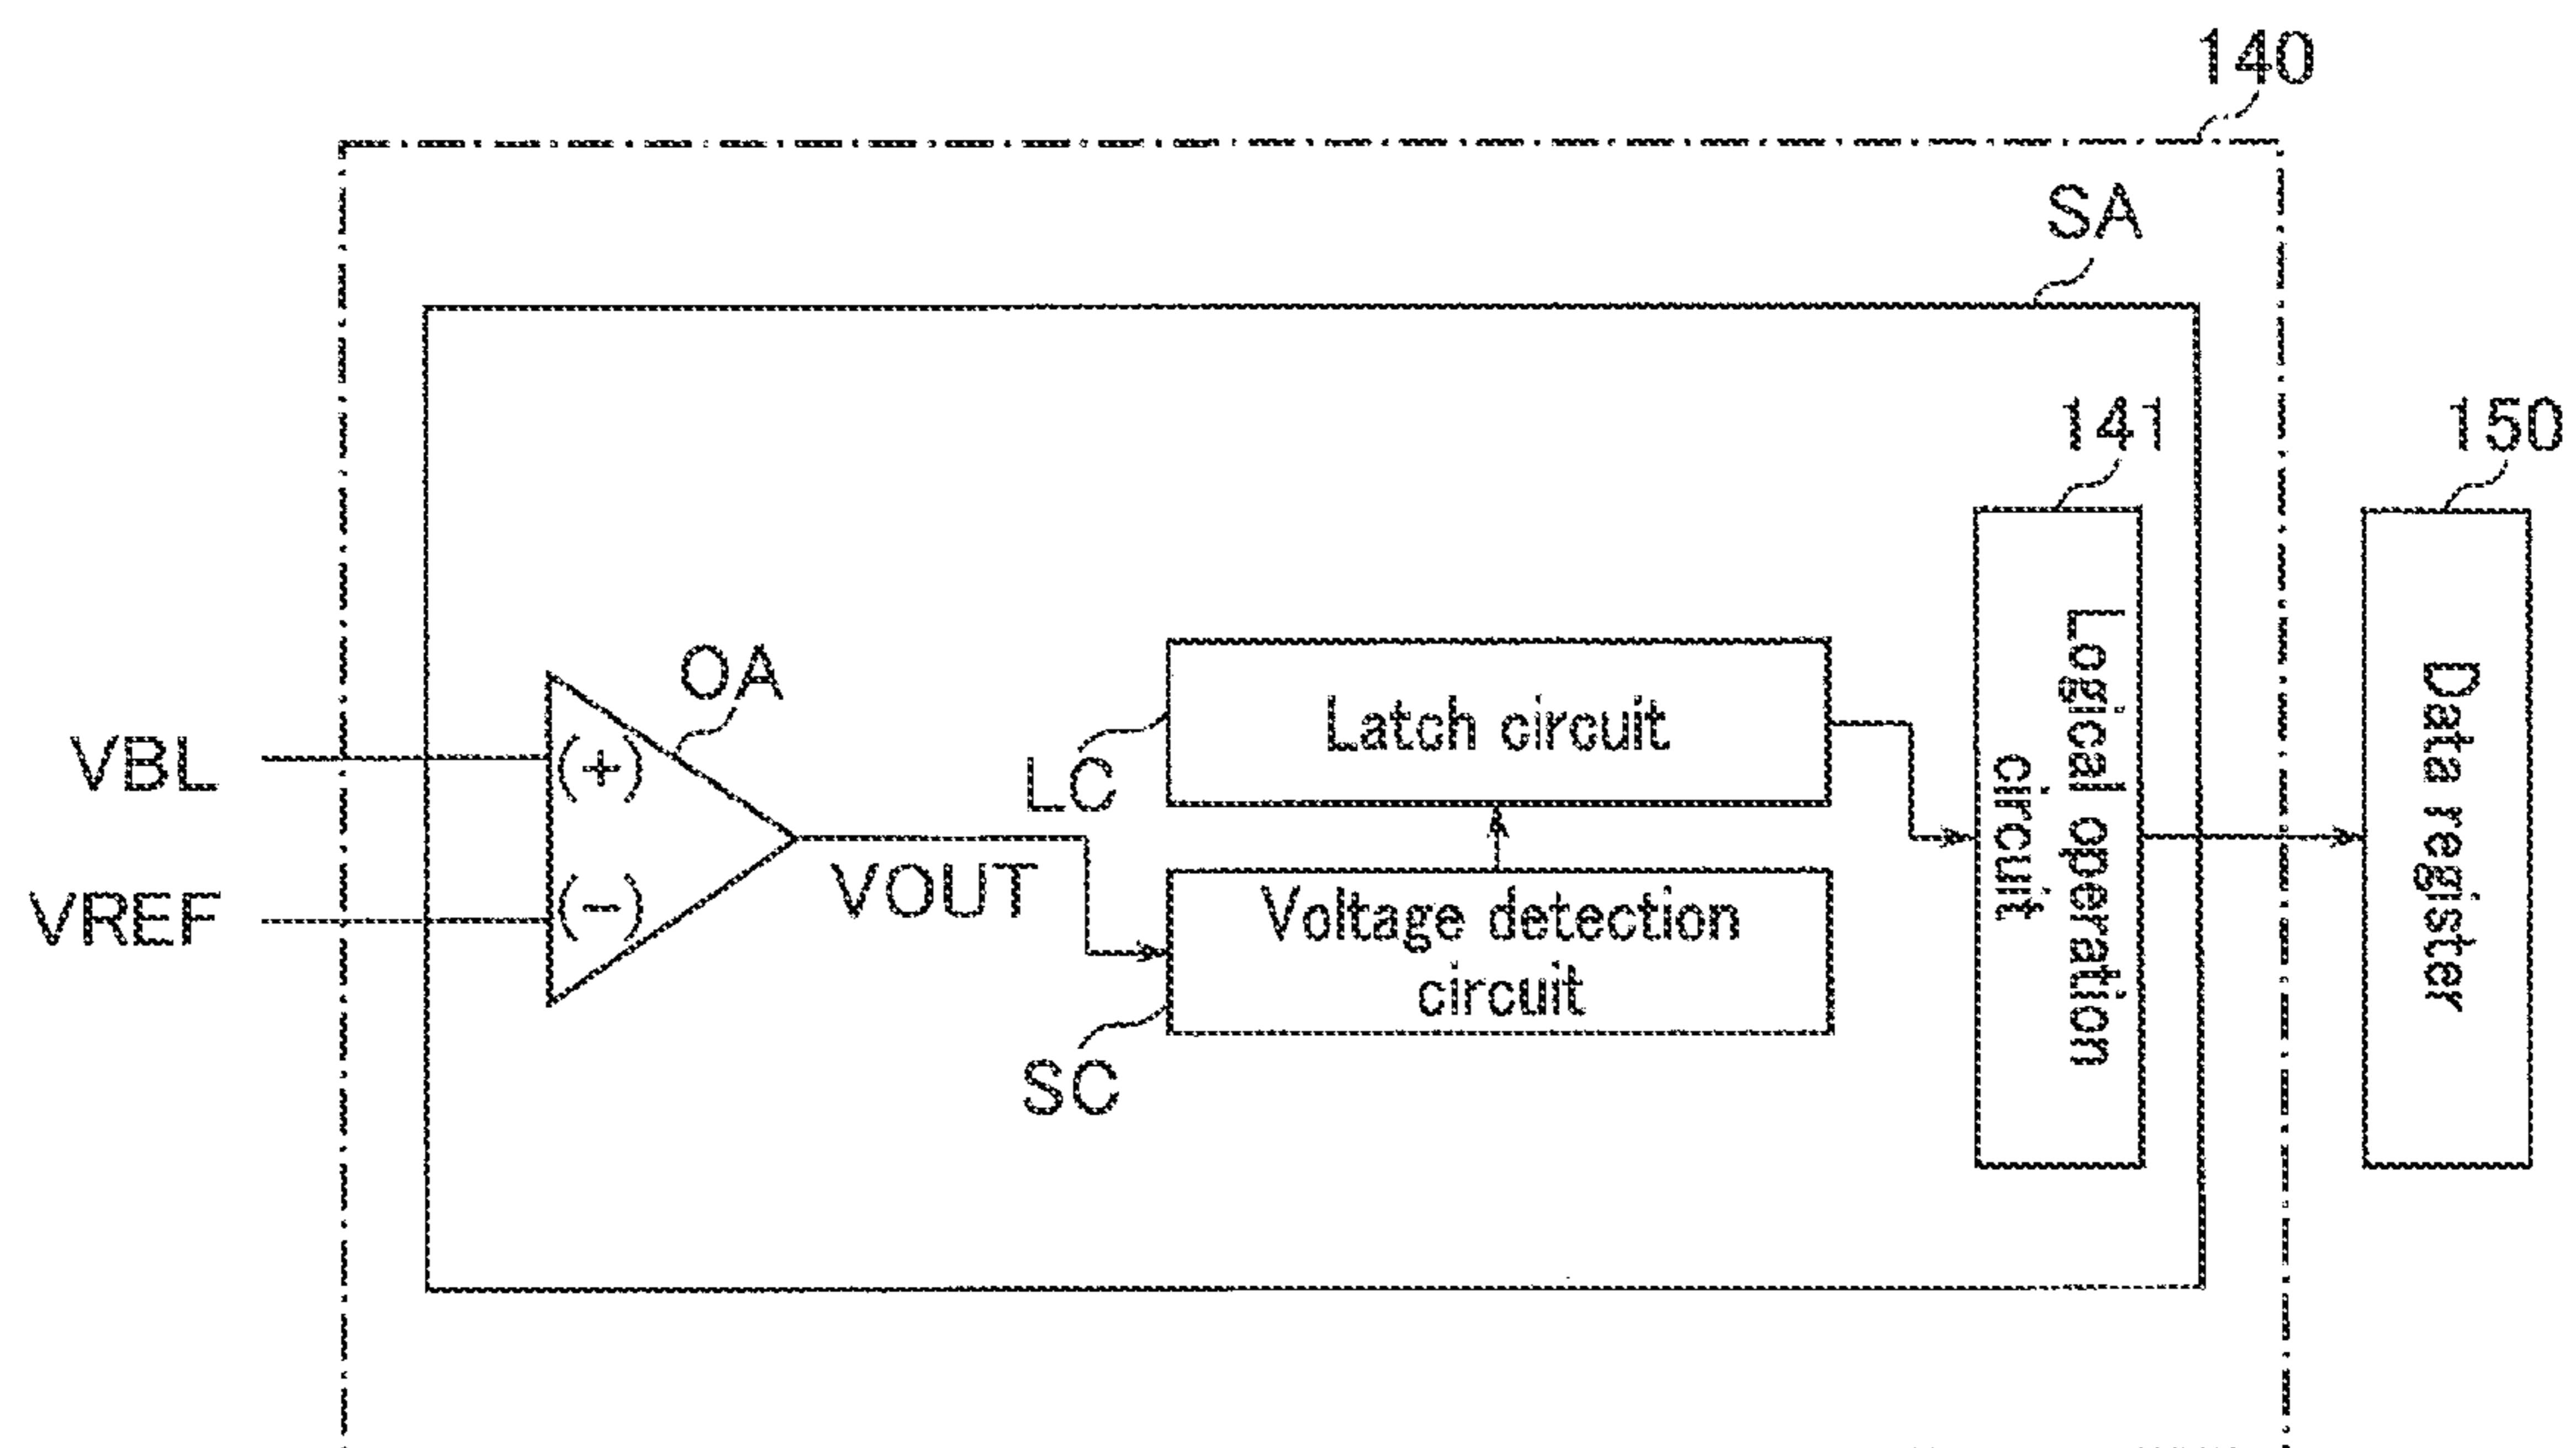 140
SA
141
150
OA
VBL
(+)
VREF
(−)
VOUT
LC
Latch circuit
Voltage detection
circuit
SC
Logical operation
circuit
Data register